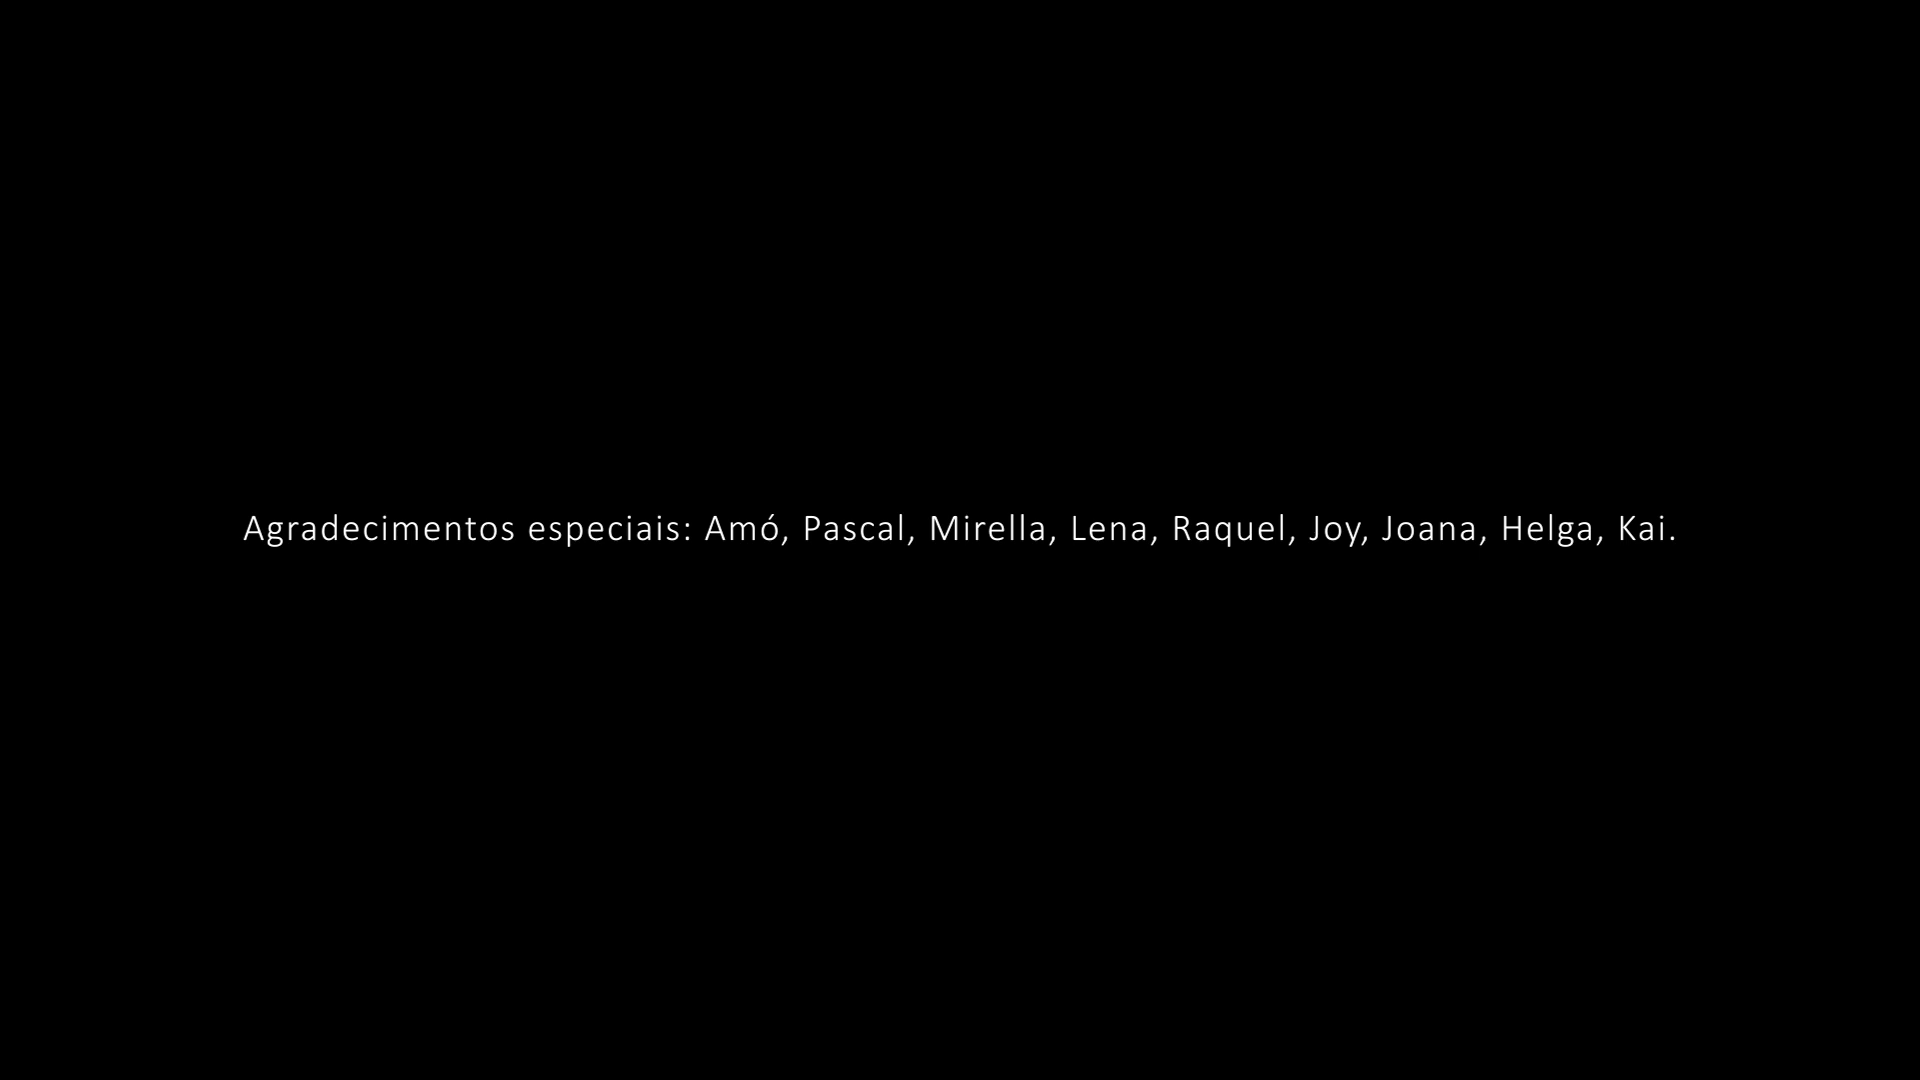 Agradecimentos especiais: Amó, Pascal, Mirella, Lena, Raquel, Joy, Joana, Helga, Kai.